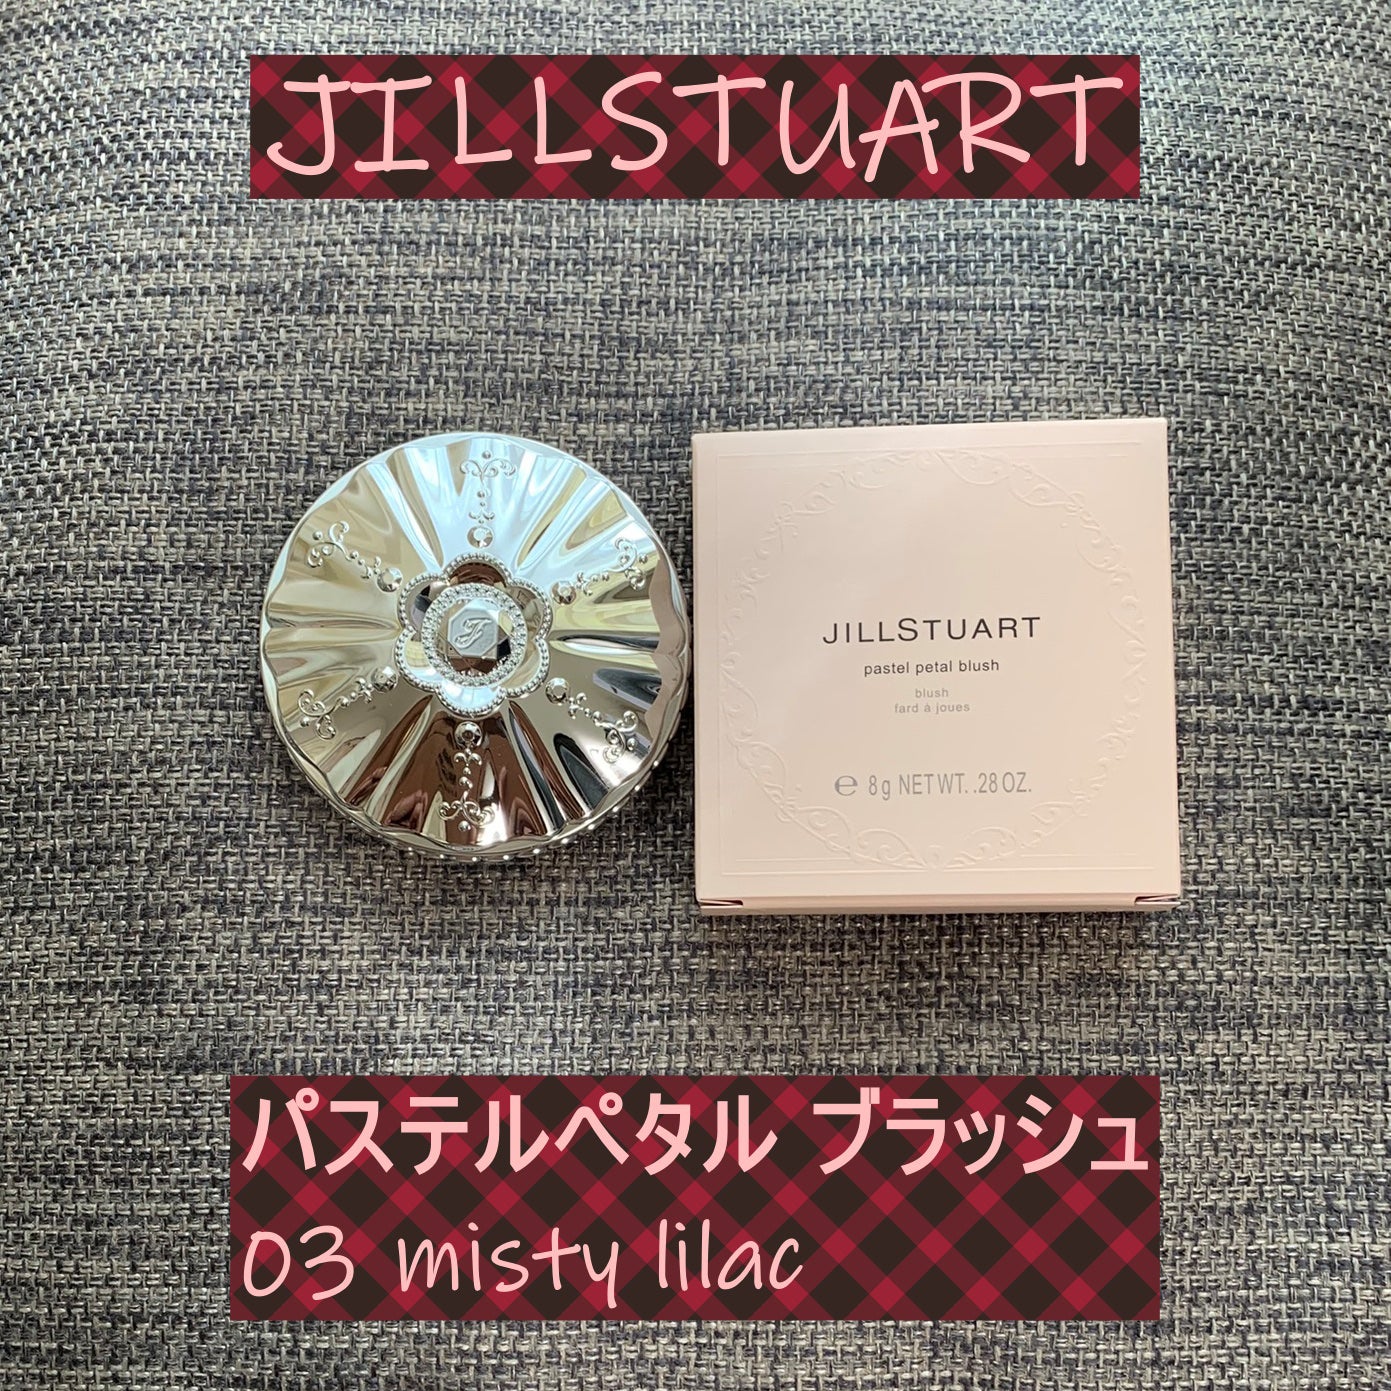 JILLSTUART
JILLSTUART
pastel petal blush
blush
fard à joues
℮ 8g NET WT. .28 OZ.
パステルペタル ブラッシュ
03 misty lilac